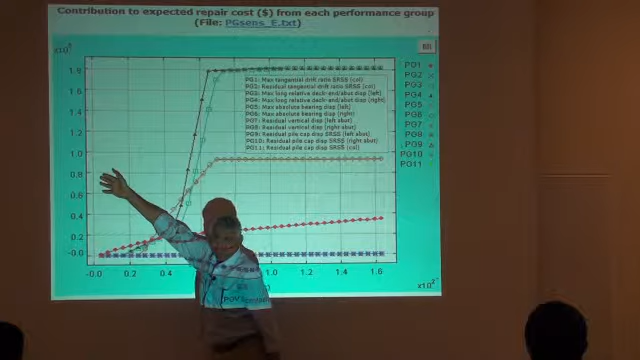 Contribution to expected repair cost ($) from each performance group
(File: PGsens_E.txt)
1.8
1.6
1.4
1.2
1.0
0.8
0.6
0.4
0.2
-0.0
PG1: Max tangential drift ratio SRSS (col)
PG2: Residual tangential drift ratio SRSS (col)
PG3: Max long relative deck-end/abut disp (left)
PG4: Max long relative deck-end/abut disp (right)
PG5: Max absolute bearing disp (left)
PG6: Max absolute bearing disp (right)
PG7: Residual vertical disp (left abut)
PG8: Residual vertical disp (right abut)
PG9: Residual pile cap disp SRSS (left abut)
PG10: Residual pile cap disp SRSS (right abut)
PG11: Residual pile cap disp SRSS (col)
PG1
PG2
PG3
PG4
PG5
PG6
PG7
PG8
PG9
PG10
PG11
-0.0 0.2 0.4 1.0 1.2 1.4 1.6